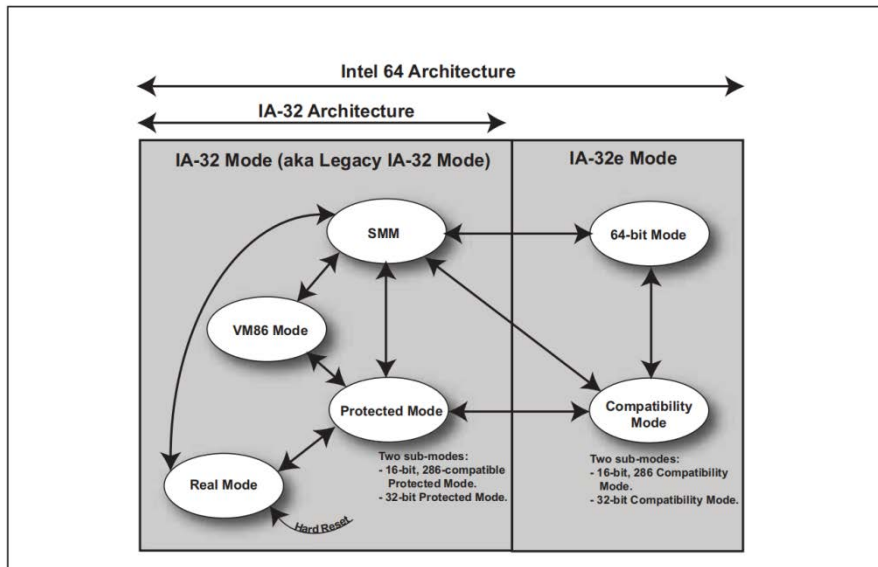 Intel 64 Architecture
IA-32 Architecture
IA-32 Mode (aka Legacy IA-32 Mode)
IA-32e Mode
SMM
64-bit Mode
VM86 Mode
Protected Mode
Compatibility
Mode
Two sub-modes:
- 16-bit, 286-compatible
Protected Mode.
- 32-bit Protected Mode.
Two sub-modes:
- 16-bit, 286 Compatibility
Mode.
- 32-bit Compatibility Mode.
Real Mode
Hard Reset